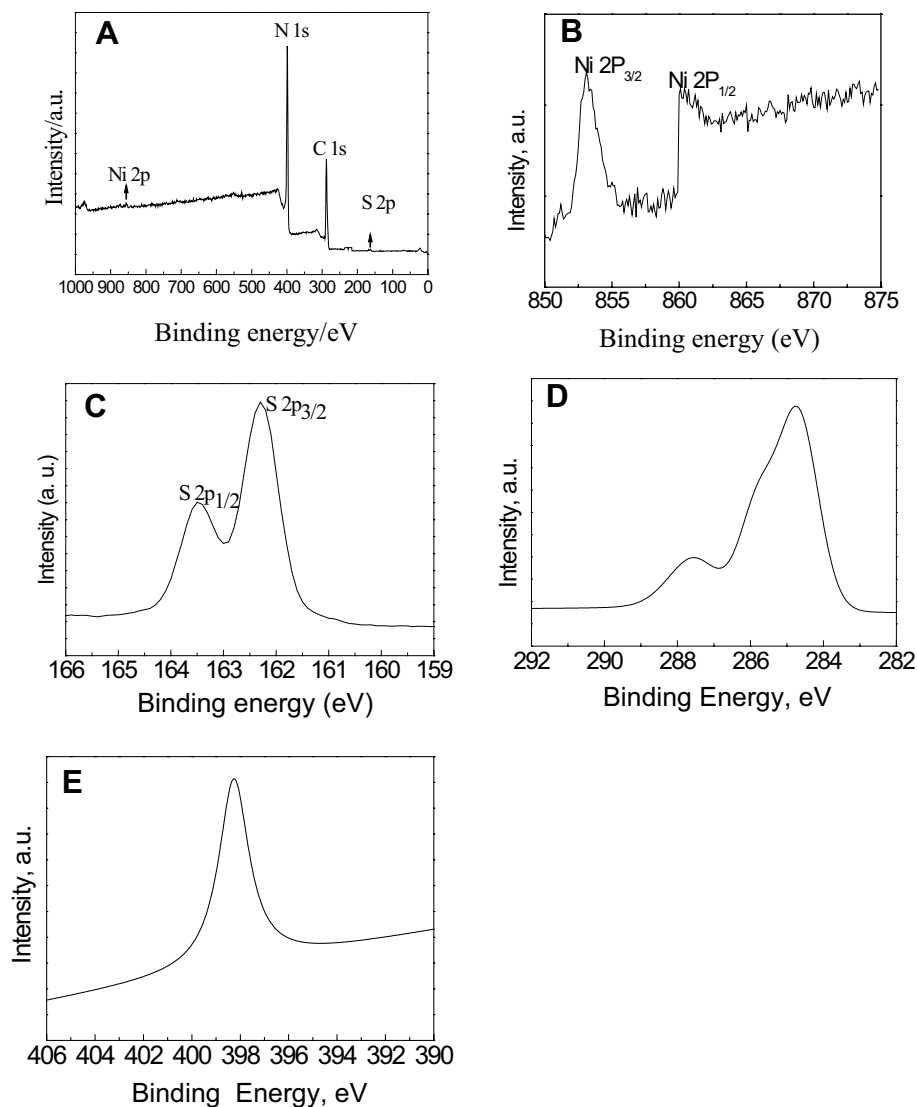 A
N 1s
C 1s
Ni 2p
S 2p
Intensity/a.u.
1000 900 800 700 600 500 400 300 200 100 0
Binding energy/eV
B
Ni 2P3/2
Ni 2P1/2
Intensity, a.u.
850 855 860 865 870 875
Binding energy (eV)
C
S 2p3/2
S 2p1/2
Intensity (a. u.)
166 165 164 163 162 161 160 159
Binding energy (eV)
D
Intensity, a.u.
292 290 288 286 284 282
Binding Energy, eV
E
Intensity, a.u.
406 404 402 400 398 396 394 392 390
Binding Energy, eV